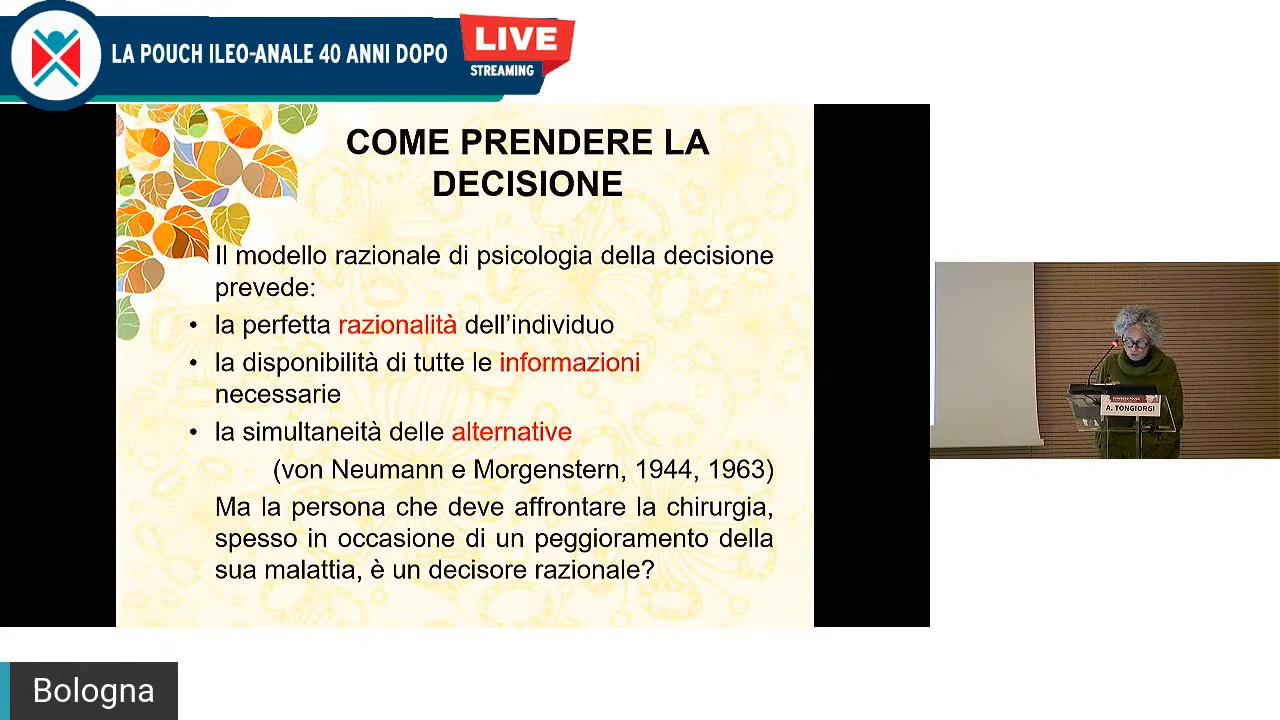 LA POUCH ILEO-ANALE 40 ANNI DOPO
LIVE
STREAMING
COME PRENDERE LA
DECISIONE
Il modello razionale di psicologia della decisione
prevede:
• la perfetta razionalità dell'individuo
• la disponibilità di tutte le informazioni
necessarie
• la simultaneità delle alternative
(von Neumann e Morgenstern, 1944, 1963)
Ma la persona che deve affrontare la chirurgia,
spesso in occasione di un peggioramento della
sua malattia, è un decisore razionale?
A. TONGIORGI
Bologna